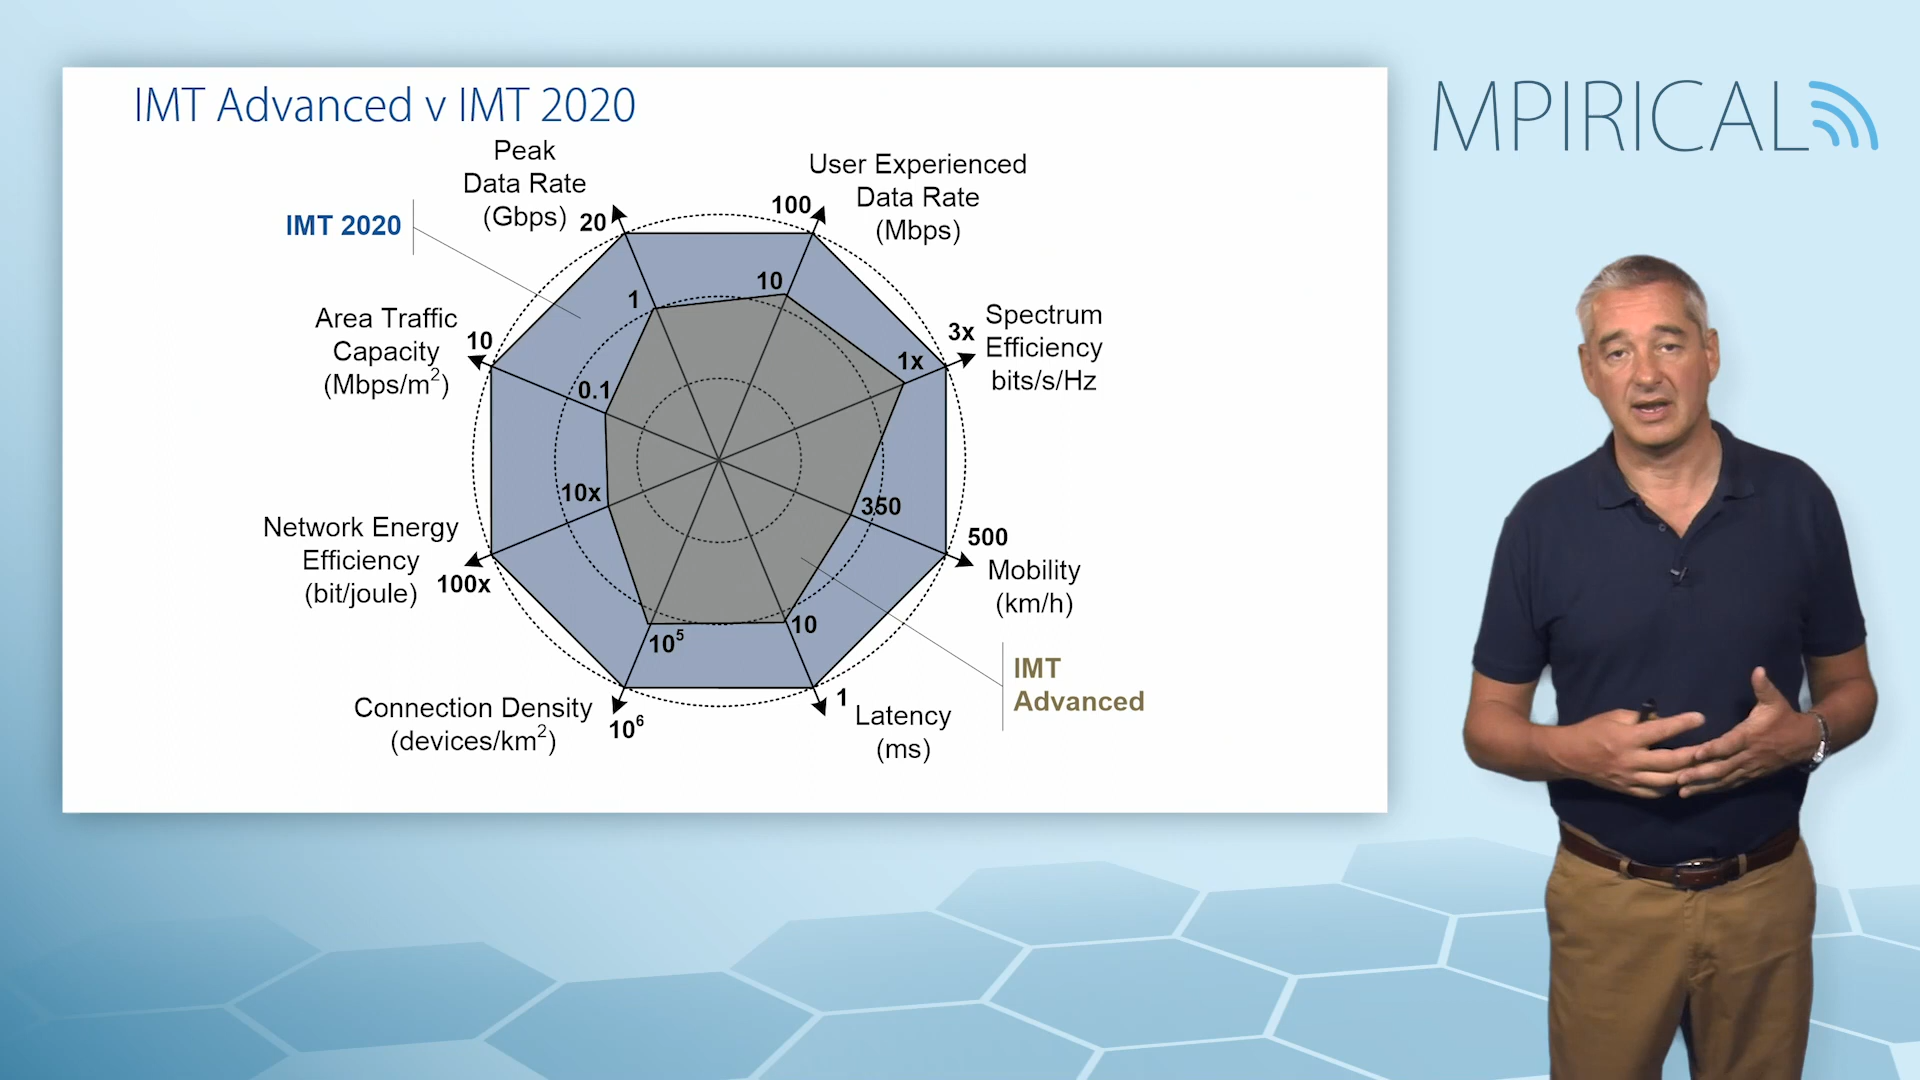 IMT Advanced v IMT 2020
MPIRICAL
Peak
Data Rate
(Gbps)
20
1
User Experienced
Data Rate
(Mbps)
100
10
IMT 2020
Area Traffic
Capacity
(Mbps/m²)
10
0.1
Spectrum
Efficiency
bits/s/Hz
3x
1x
Network Energy
Efficiency
(bit/joule)
100x
10x
350
500
Mobility
(km/h)
Connection Density
(devices/km²)
10⁶
10⁵
10
1
Latency
(ms)
IMT
Advanced